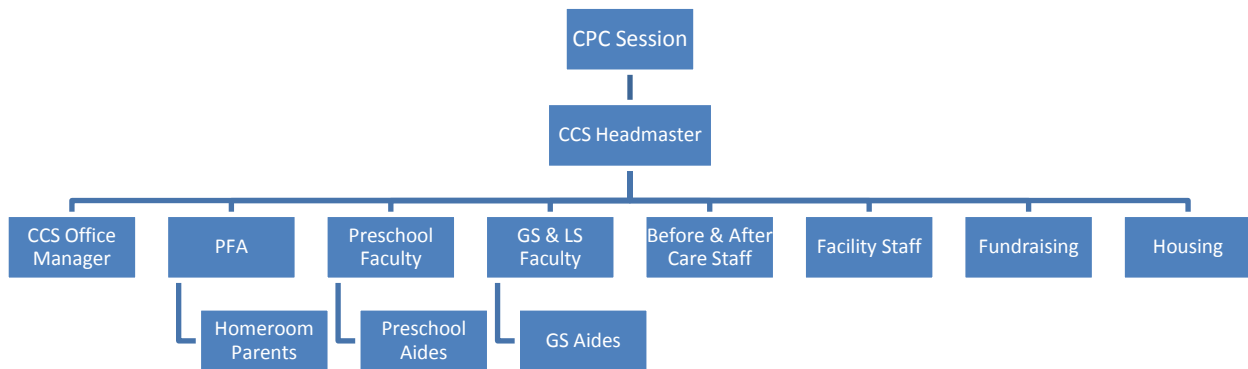 CPC Session
CCS Headmaster
CCS Office
Manager
PFA
Preschool
Faculty
GS & LS
Faculty
Before & After
Care Staff
Facility Staff
Fundraising
Housing
Homeroom
Parents
Preschool
Aides
GS Aides